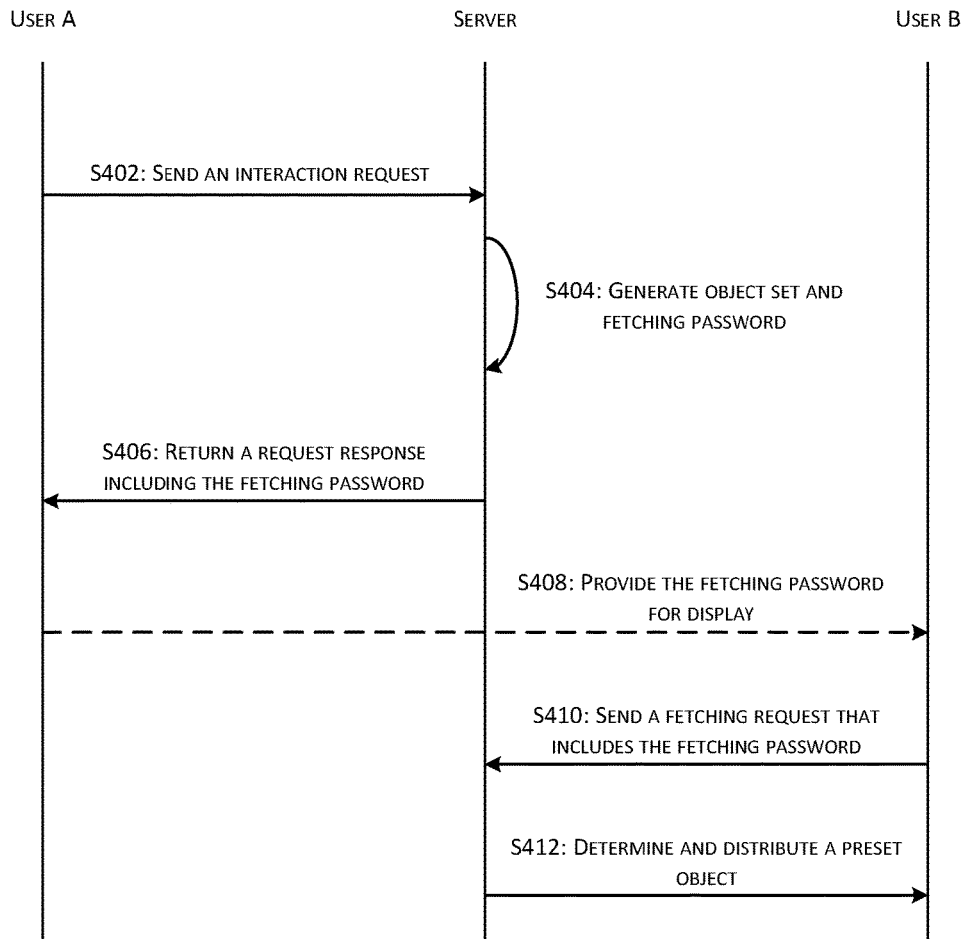 USER A
SERVER
USER B
S402: SEND AN INTERACTION REQUEST
S404: GENERATE OBJECT SET AND
FETCHING PASSWORD
S406: RETURN A REQUEST RESPONSE
INCLUDING THE FETCHING PASSWORD
S408: PROVIDE THE FETCHING PASSWORD
FOR DISPLAY
S410: SEND A FETCHING REQUEST THAT
INCLUDES THE FETCHING PASSWORD
S412: DETERMINE AND DISTRIBUTE A PRESET
OBJECT